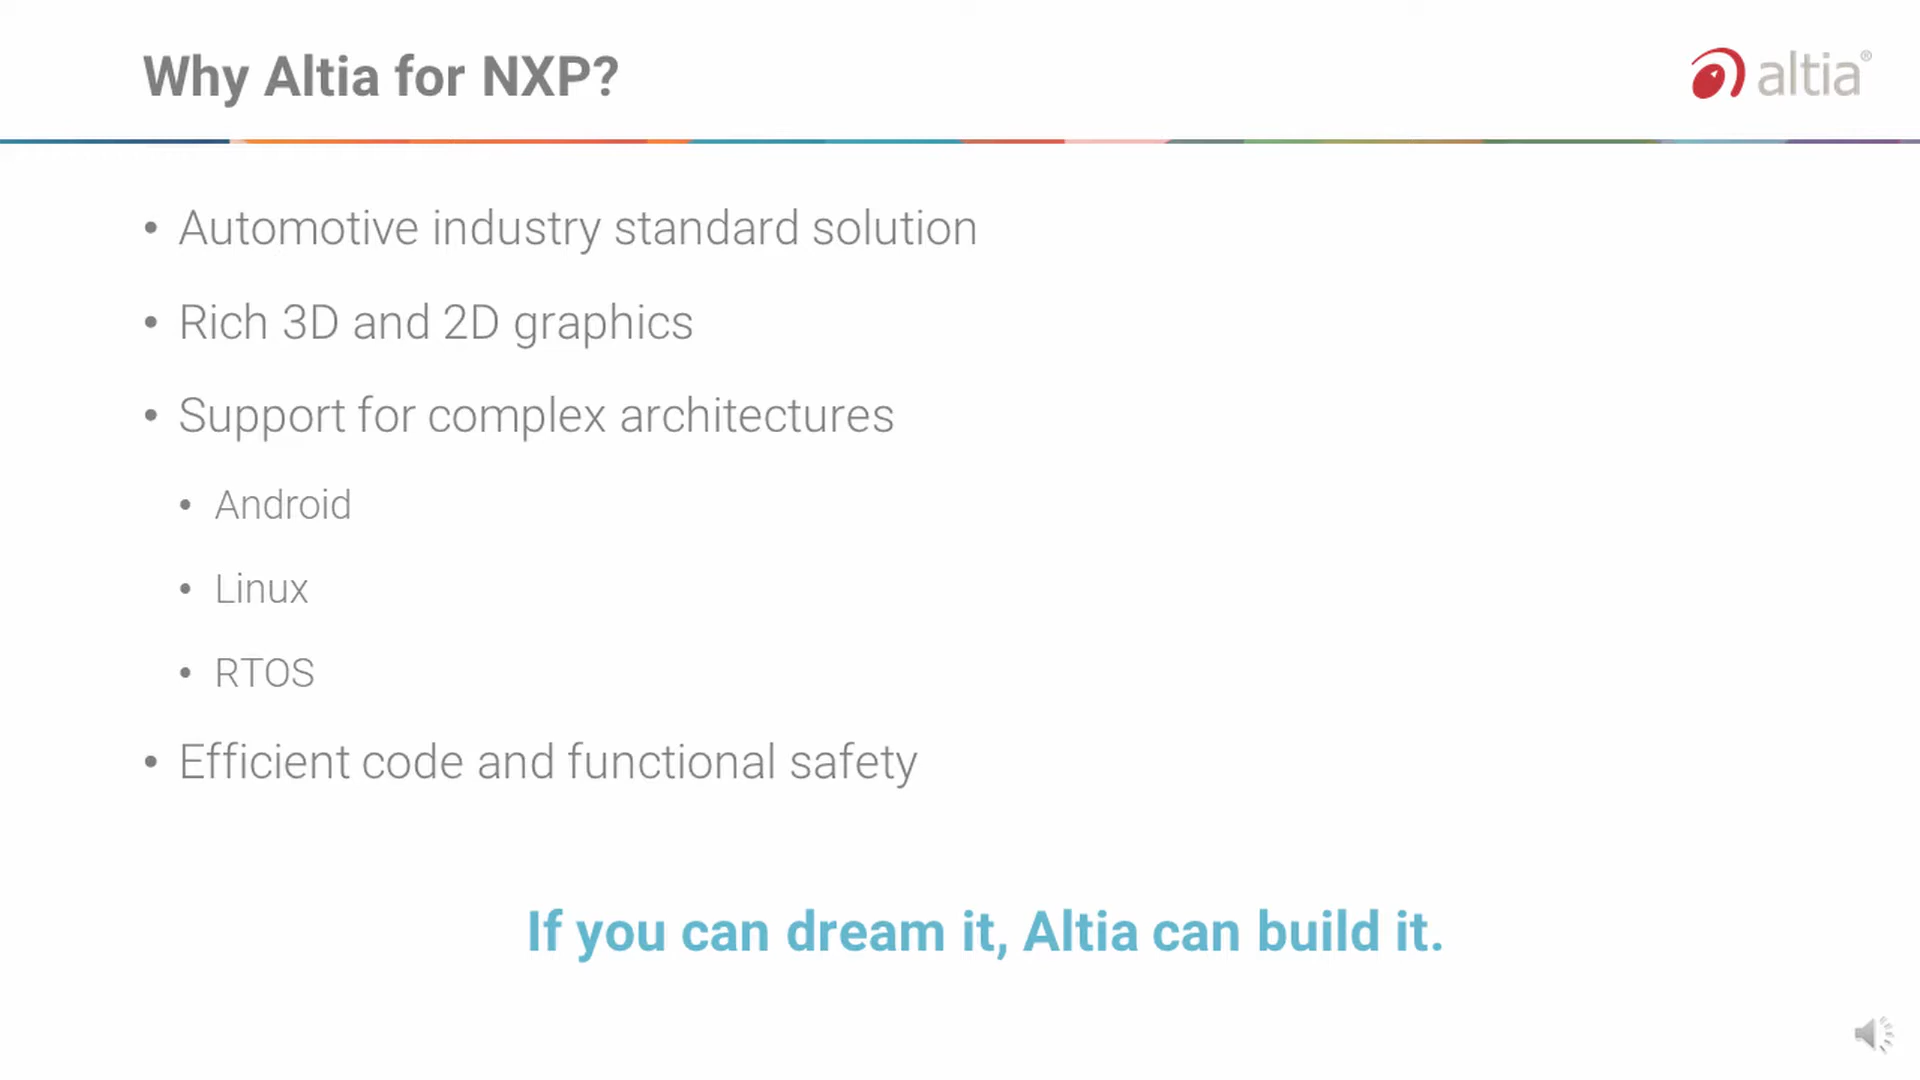 Why Altia for NXP?
altia®
• Automotive industry standard solution
• Rich 3D and 2D graphics
• Support for complex architectures
• Android
• Linux
• RTOS
• Efficient code and functional safety
If you can dream it, Altia can build it.